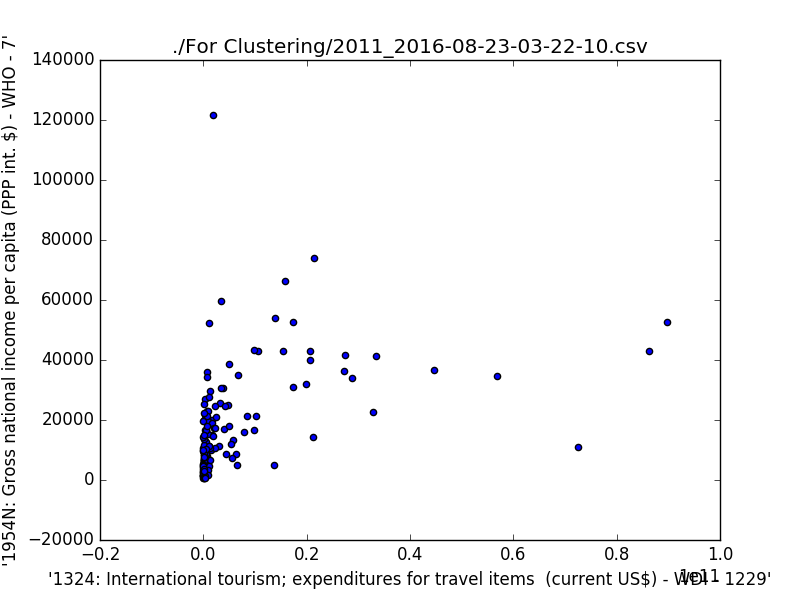 ./For Clustering/2011_2016-08-23-03-22-10.csv
'1954N: Gross national income per capita (PPP int. $) - WHO - 7'
140000
120000
100000
80000
60000
40000
20000
0
−20000
−0.2 0.0 0.2 0.4 0.6 0.8 1.0
1e11
'1324: International tourism; expenditures for travel items (current US$) - WDI - 1229'